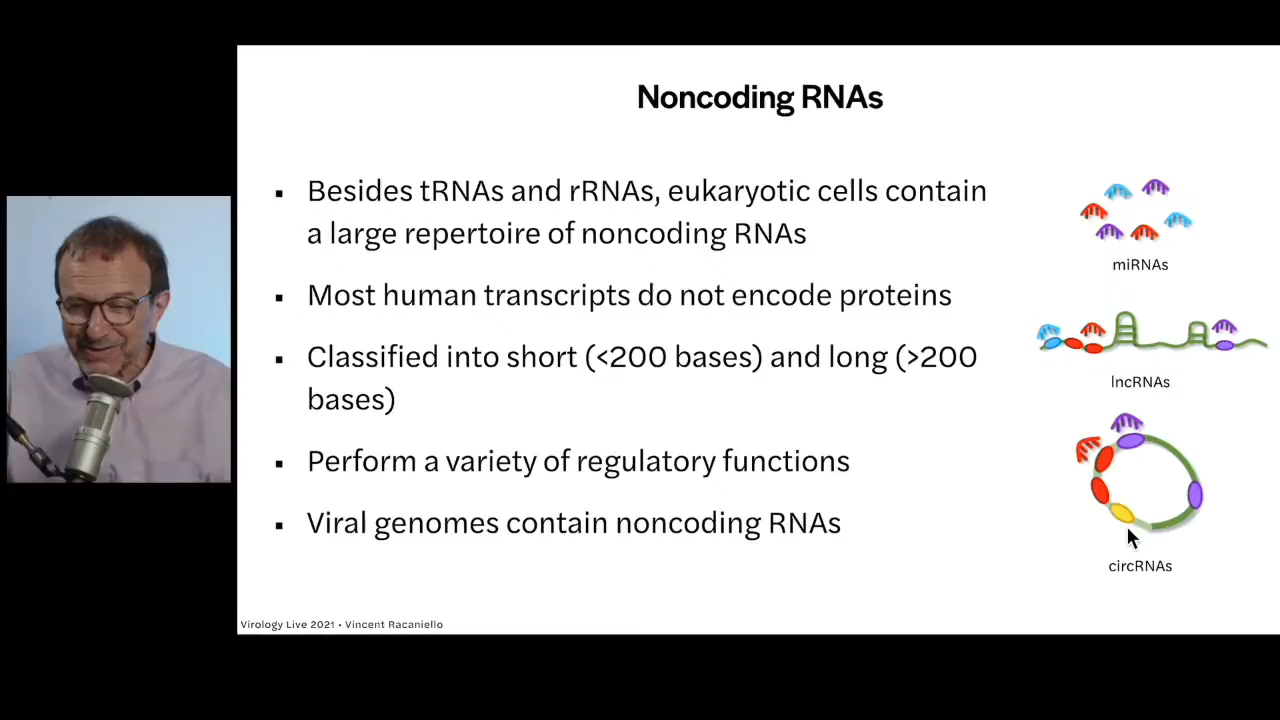 Noncoding RNAs
▪ Besides tRNAs and rRNAs, eukaryotic cells contain
a large repertoire of noncoding RNAs
▪ Most human transcripts do not encode proteins
▪ Classified into short (<200 bases) and long (>200
bases)
▪ Perform a variety of regulatory functions
▪ Viral genomes contain noncoding RNAs
miRNAs
lncRNAs
circRNAs
Virology Live 2021 • Vincent Racaniello